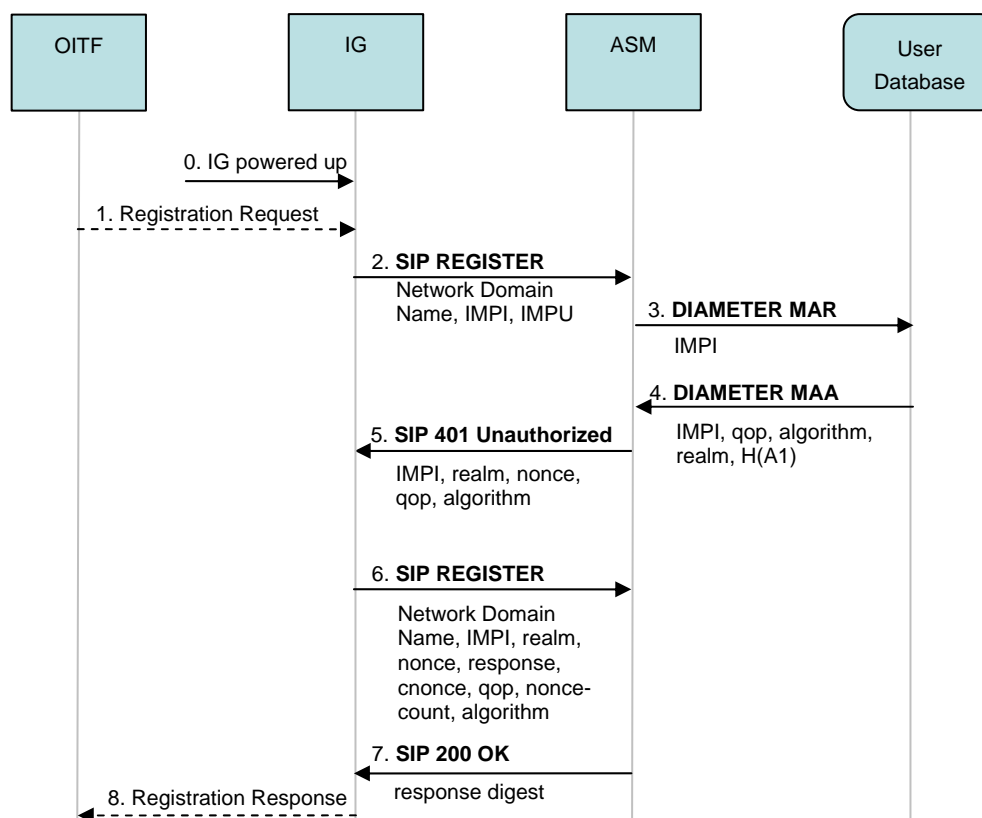 OITF
IG
ASM
User
Database
0. IG powered up
1. Registration Request
2. SIP REGISTER
Network Domain
Name, IMPI, IMPU
3. DIAMETER MAR
IMPI
4. DIAMETER MAA
IMPI, qop, algorithm,
realm, H(A1)
5. SIP 401 Unauthorized
IMPI, realm, nonce,
qop, algorithm
6. SIP REGISTER
Network Domain
Name, IMPI, realm,
nonce, response,
cnonce, qop, nonce-
count, algorithm
7. SIP 200 OK
response digest
8. Registration Response